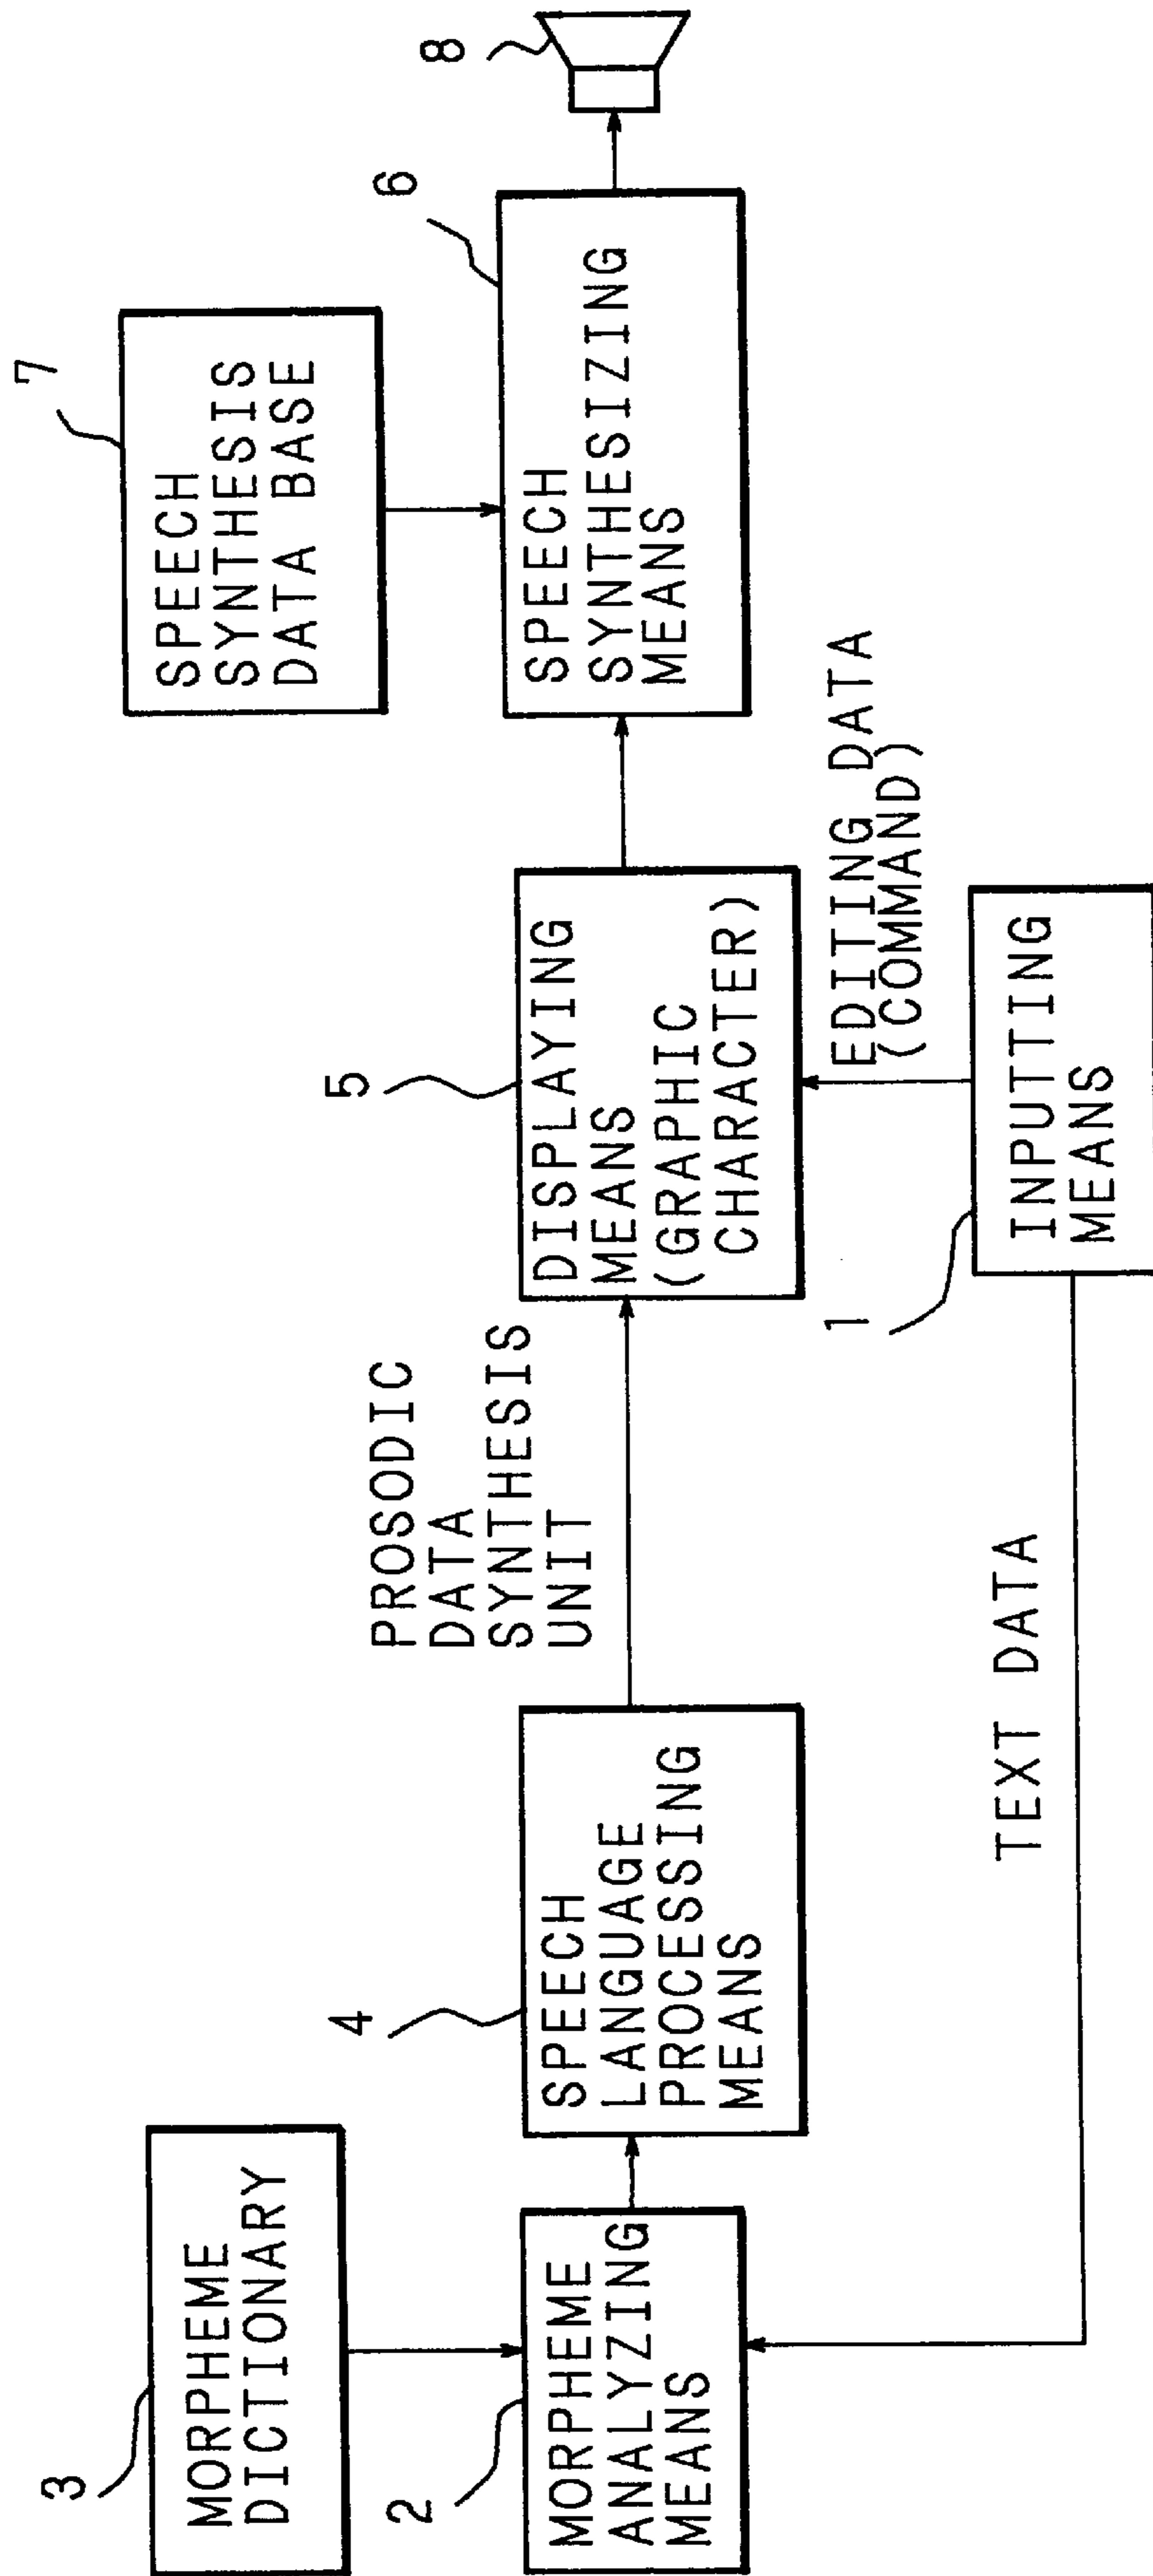 3
MORPHEME
DICTIONARY
2
MORPHEME
ANALYZING
MEANS
4
SPEECH
LANGUAGE
PROCESSING
MEANS
PROSODIC
DATA
SYNTHESIS
UNIT
5
DISPLAYING
MEANS
(GRAPHIC
CHARACTER)
7
SPEECH
SYNTHESIS
DATA BASE
6
SPEECH
SYNTHESIZING
MEANS
8
EDITING DATA
(COMMAND)
1
INPUTTING
MEANS
TEXT DATA